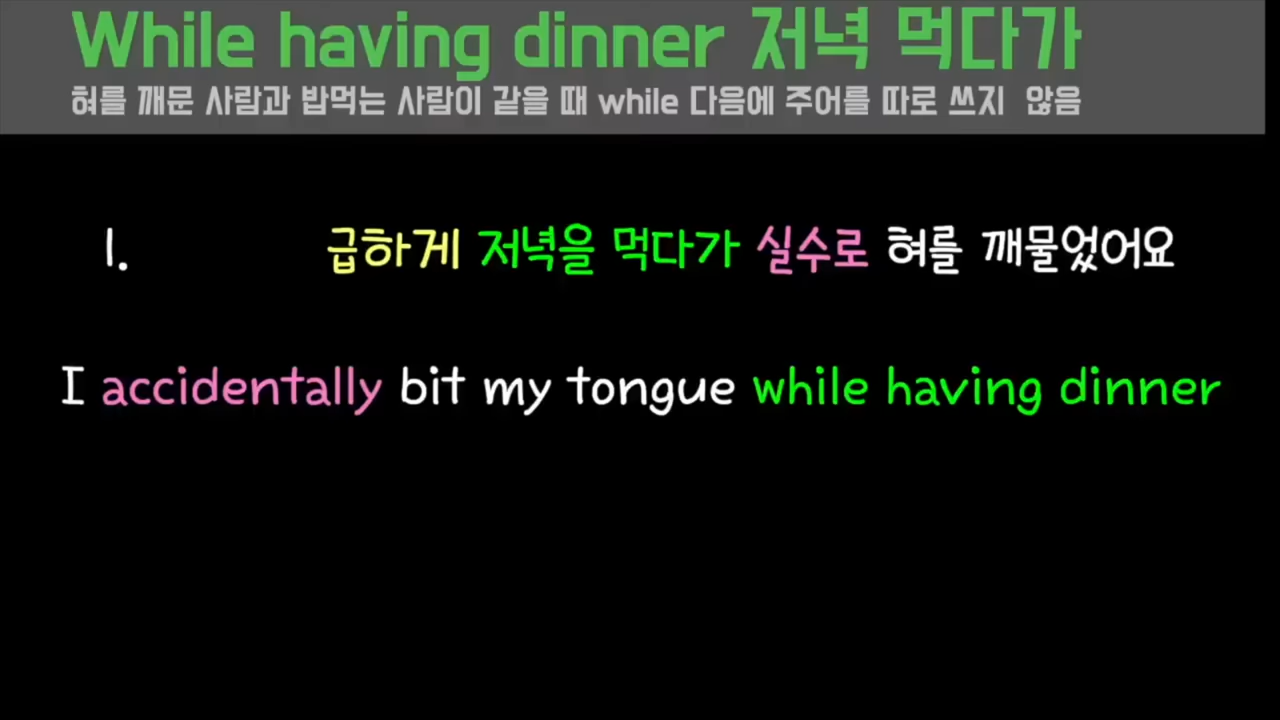 While having dinner 저녁 먹다가
혀를 깨문 사람과 밥먹는 사람이 같을 때 while 다음에 주어를 따로 쓰지 않음
1. 급하게 저녁을 먹다가 실수로 혀를 깨물었어요
I accidentally bit my tongue while having dinner